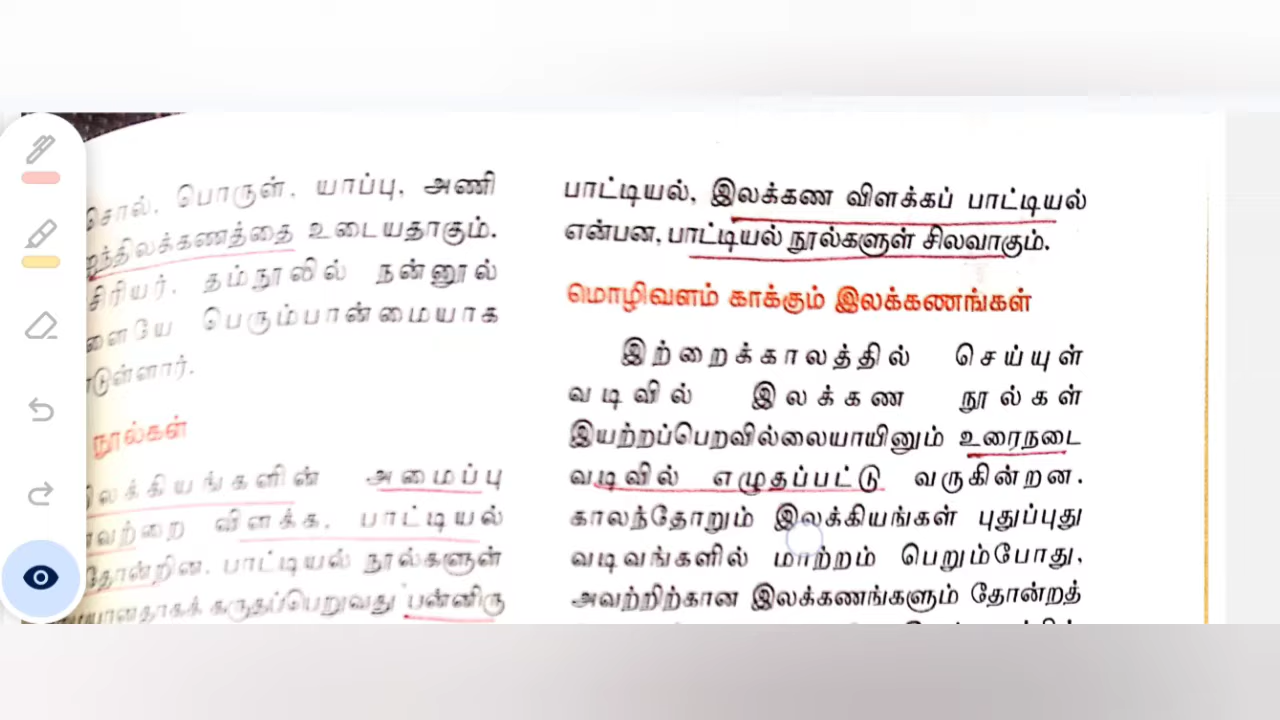 சொல், பொருள், யாப்பு, அணி
ஐந்திலக்கணத்தை உடையதாகும்.
சிரியர், தம்நூலில் நன்னூல்
னையே பெரும்பான்மையாக
டுள்ளார்.
நூல்கள்
லக்கியங்களின் அமைப்பு
வற்றை விளக்க, பாட்டியல்
தோன்றின. பாட்டியல் நூல்களுள்
யானதாகக் கருதப்பெறுவது பன்னிரு
பாட்டியல், இலக்கண விளக்கப் பாட்டியல்
என்பன, பாட்டியல் நூல்களுள் சிலவாகும்.
மொழிவளம் காக்கும் இலக்கணங்கள்
இற்றைக்காலத்தில் செய்யுள்
வடிவில் இலக்கண நூல்கள்
இயற்றப்பெறவில்லையாயினும் உரைநடை
வடிவில் எழுதப்பட்டு வருகின்றன.
காலந்தோறும் இலக்கியங்கள் புதுப்புது
வடிவங்களில் மாற்றம் பெறும்போது,
அவற்றிற்கான இலக்கணங்களும் தோன்றத்